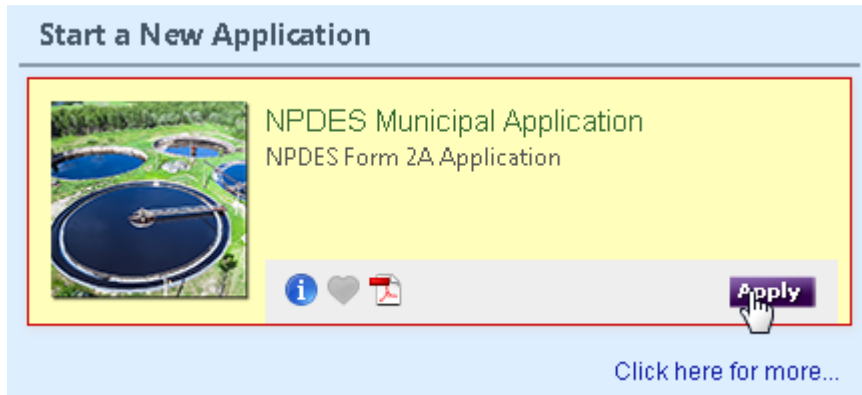 Start a New Application
NPDES Municipal Application
NPDES Form 2A Application
Apply
Click here for more...